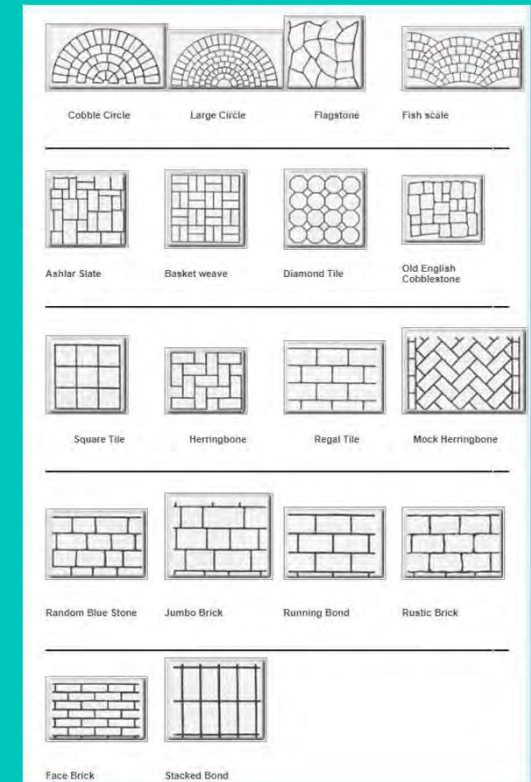 Cobble Circle
Large Circle
Flagstone
Fish scale
Ashlar Slate
Basket weave
Diamond Tile
Old English
Cobblestone
Square Tile
Herringbone
Regal Tile
Mock Herringbone
Random Blue Stone
Jumbo Brick
Running Bond
Rustic Brick
Face Brick
Stacked Bond